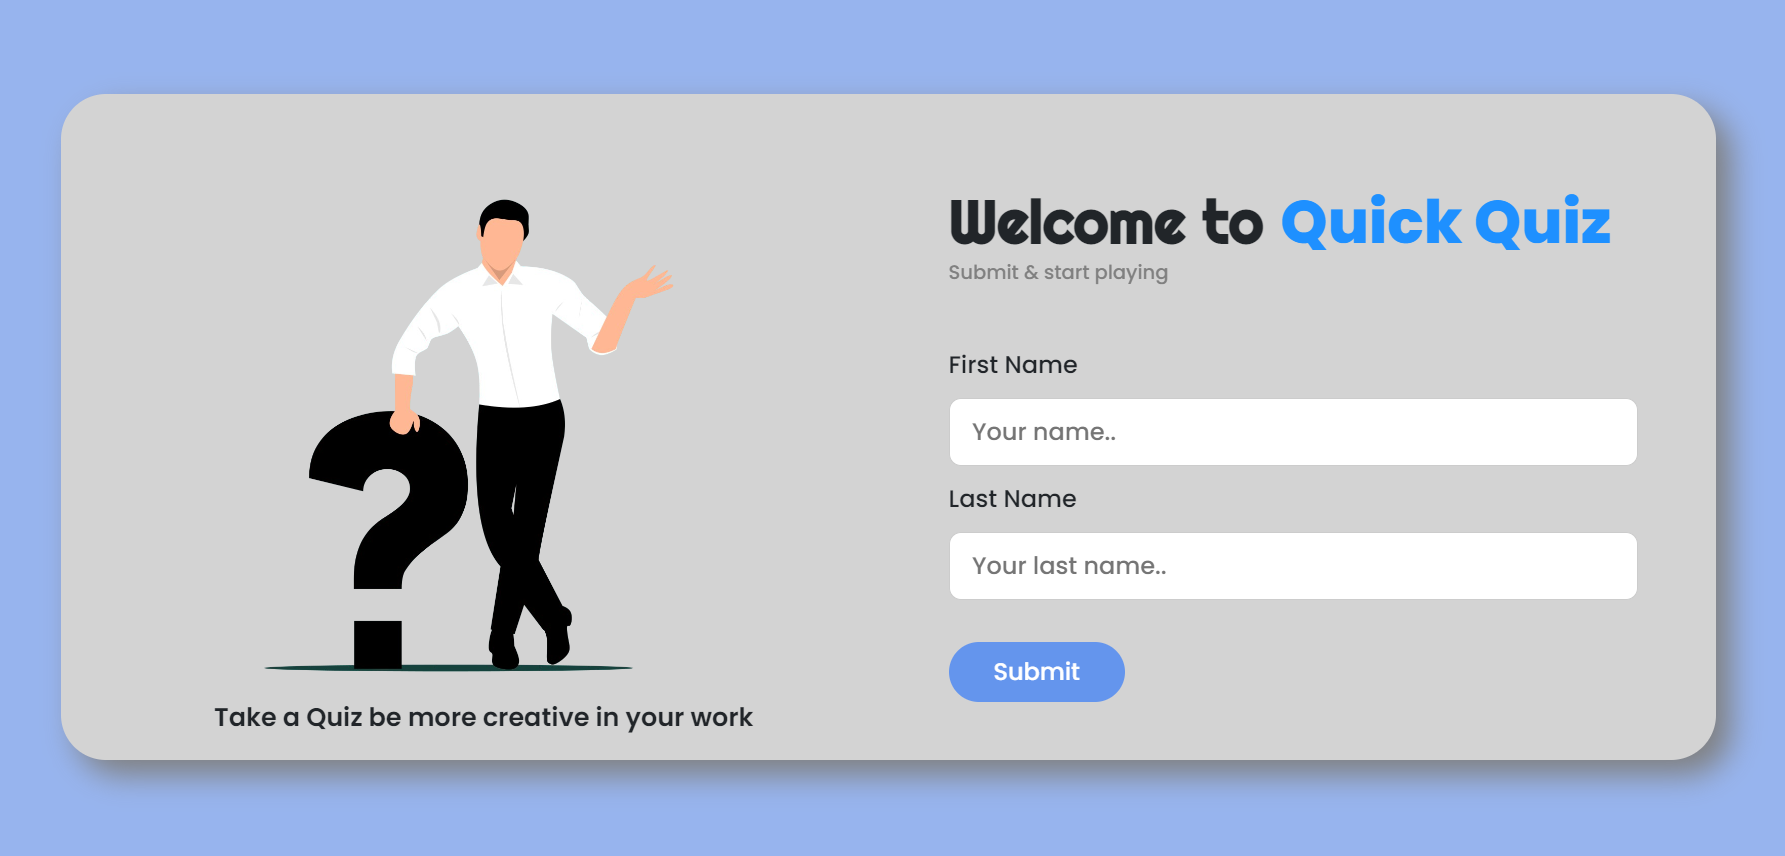 Welcome to Quick Quiz
Submit & start playing
First Name
Your name..
Last Name
Your last name..
Submit
Take a Quiz be more creative in your work